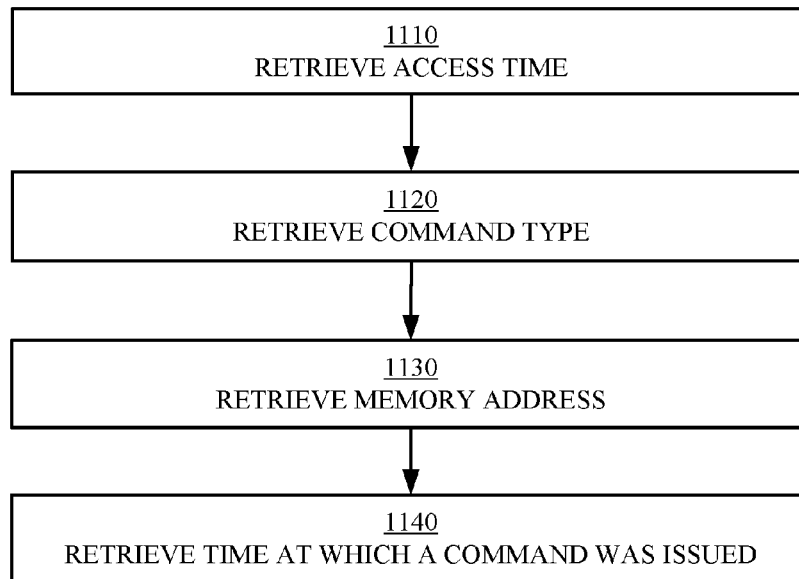 1110
RETRIEVE ACCESS TIME
1120
RETRIEVE COMMAND TYPE
1130
RETRIEVE MEMORY ADDRESS
1140
RETRIEVE TIME AT WHICH A COMMAND WAS ISSUED